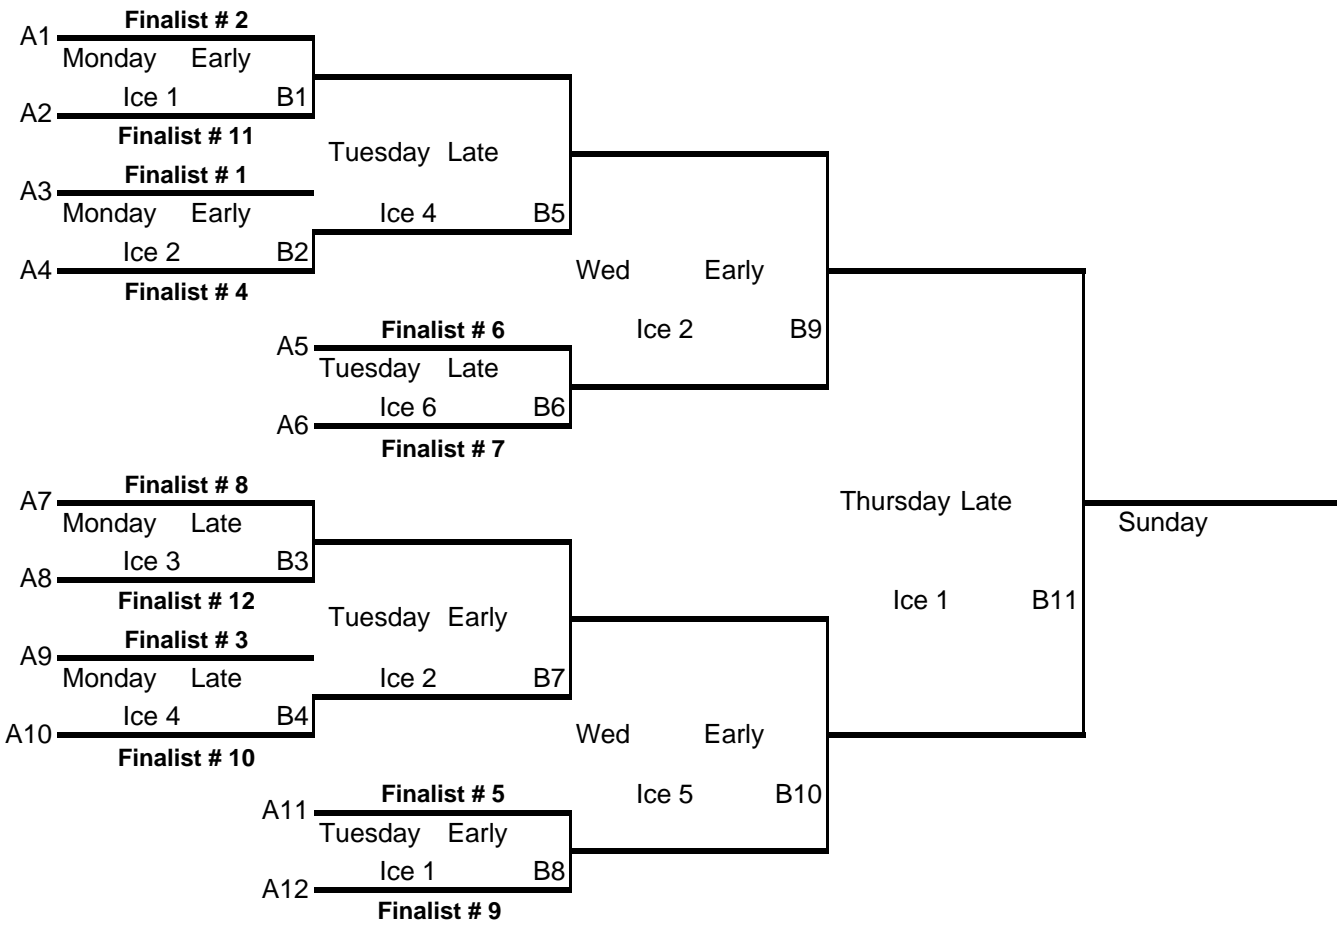 Finalist # 2
A1
Monday Early
Ice 1 B1
A2
Finalist # 11
Tuesday Late
Finalist # 1
A3
Monday Early
Ice 4 B5
Ice 2 B2
A4
Finalist # 4
Wed Early
Ice 2 B9
Finalist # 6
A5
Tuesday Late
Ice 6 B6
A6
Finalist # 7
Finalist # 8
A7
Thursday Late
Sunday
Monday Late
Ice 3 B3
A8
Finalist # 12
Ice 1 B11
Tuesday Early
Finalist # 3
A9
Monday Late
Ice 2 B7
Ice 4 B4
A10
Finalist # 10
Wed Early
Ice 5 B10
Finalist # 5
A11
Tuesday Early
Ice 1 B8
A12
Finalist # 9